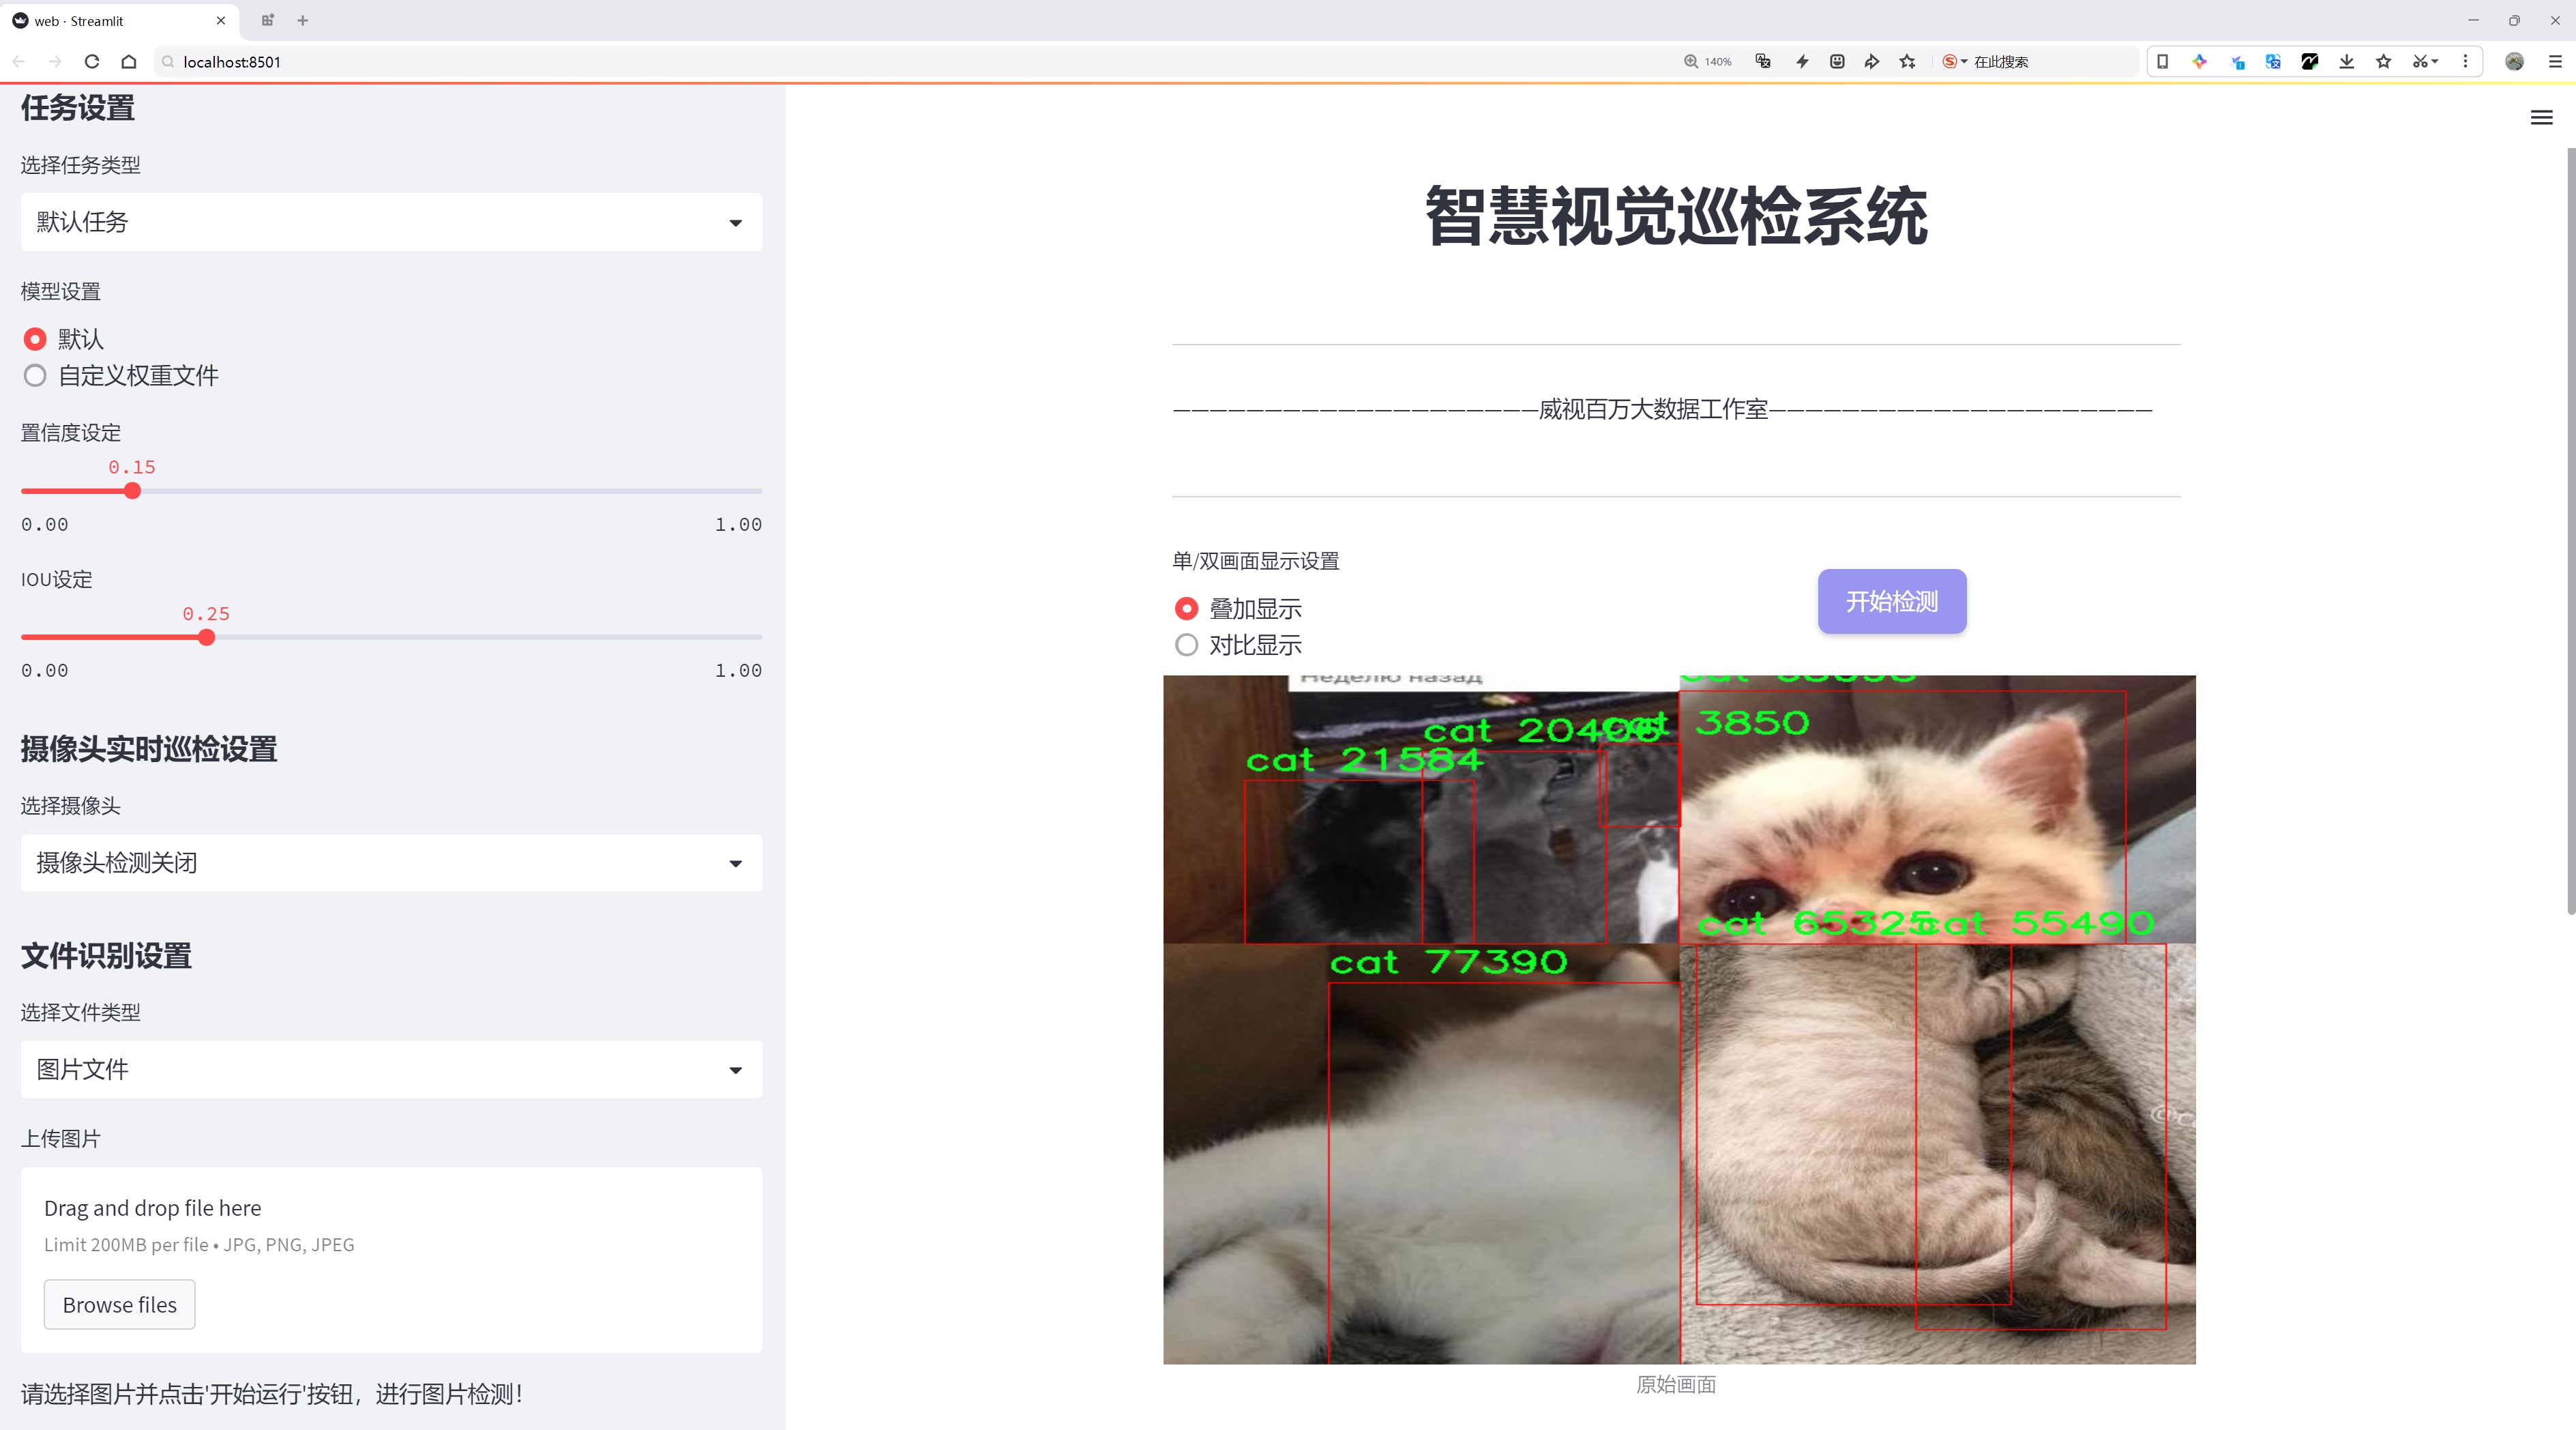 web · Streamlit
localhost:8501
140%
在此搜索
任务设置
选择任务类型
默认任务
模型设置
默认
自定义权重文件
置信度设定
0.15
0.00
1.00
IOU设定
0.25
0.00
1.00
摄像头实时巡检设置
选择摄像头
摄像头检测关闭
文件识别设置
选择文件类型
图片文件
上传图片
Drag and drop file here
Limit 200MB per file • JPG, PNG, JPEG
Browse files
请选择图片并点击'开始运行'按钮，进行图片检测！
智慧视觉巡检系统
————————————————————威视百万大数据工作室—————————————————————
单/双画面显示设置
叠加显示
对比显示
开始检测
Неделю назад
cat 20406
cat 3850
cat 21584
cat 65325
cat 55490
cat 77390
原始画面